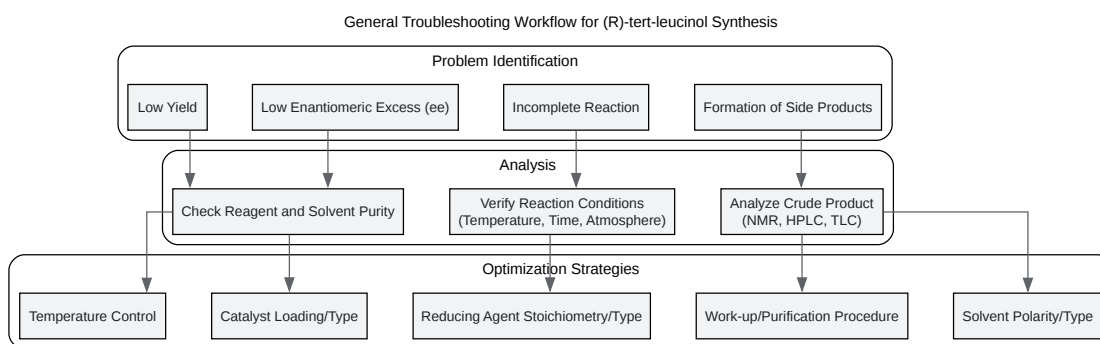 General Troubleshooting Workflow for (R)-tert-leucinol Synthesis
Problem Identification
Low Yield
Low Enantiomeric Excess (ee)
Incomplete Reaction
Formation of Side Products
Analysis
Check Reagent and Solvent Purity
Verify Reaction Conditions
(Temperature, Time, Atmosphere)
Analyze Crude Product
(NMR, HPLC, TLC)
Optimization Strategies
Temperature Control
Catalyst Loading/Type
Reducing Agent Stoichiometry/Type
Work-up/Purification Procedure
Solvent Polarity/Type